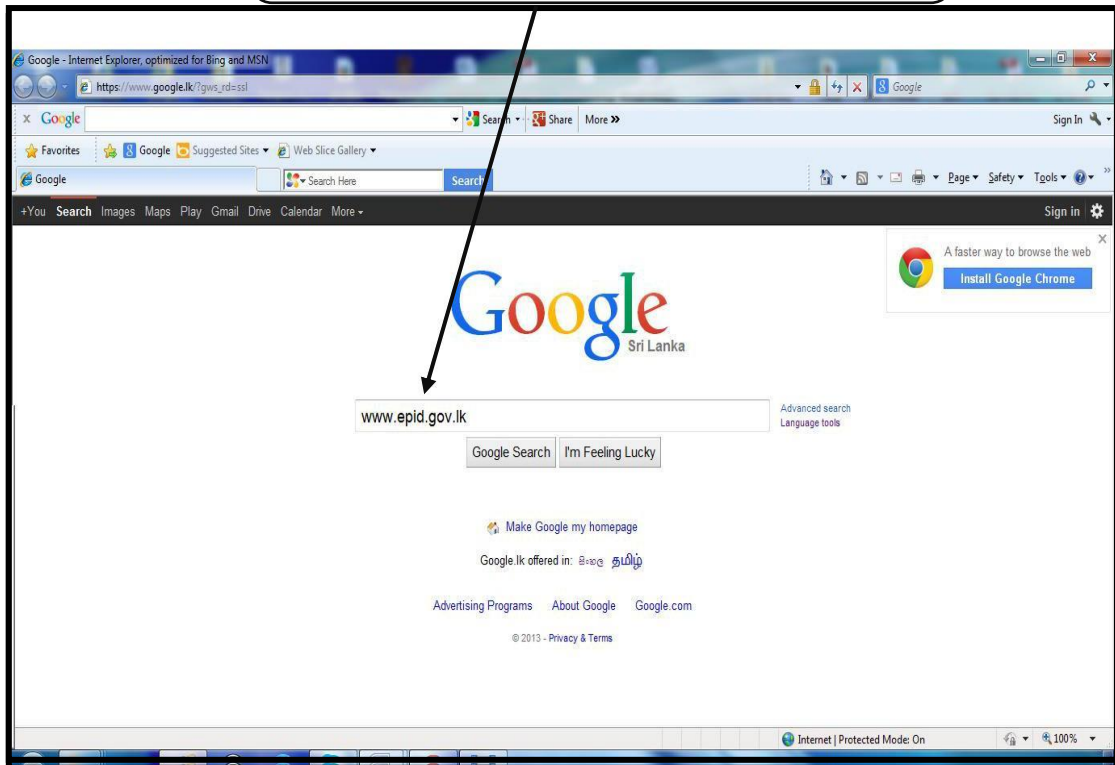 Google - Internet Explorer, optimized for Bing and MSN
https://www.google.lk/?gws_rd=ssl
Google
x Google
Search
Share
More »
Sign In
Favorites
Google
Suggested Sites
Web Slice Gallery
Google
Search Here
Search
Page
Safety
Tools
»
+You Search Images Maps Play Gmail Drive Calendar More
Sign in
A faster way to browse the web
X
Install Google Chrome
Google
Sri Lanka
www.epid.gov.lk
Advanced search
Language tools
Google Search
I'm Feeling Lucky
Make Google my homepage
Google.lk offered in: සිංහල தமிழ்
Advertising Programs About Google Google.com
© 2013 - Privacy & Terms
Internet | Protected Mode: On
100%